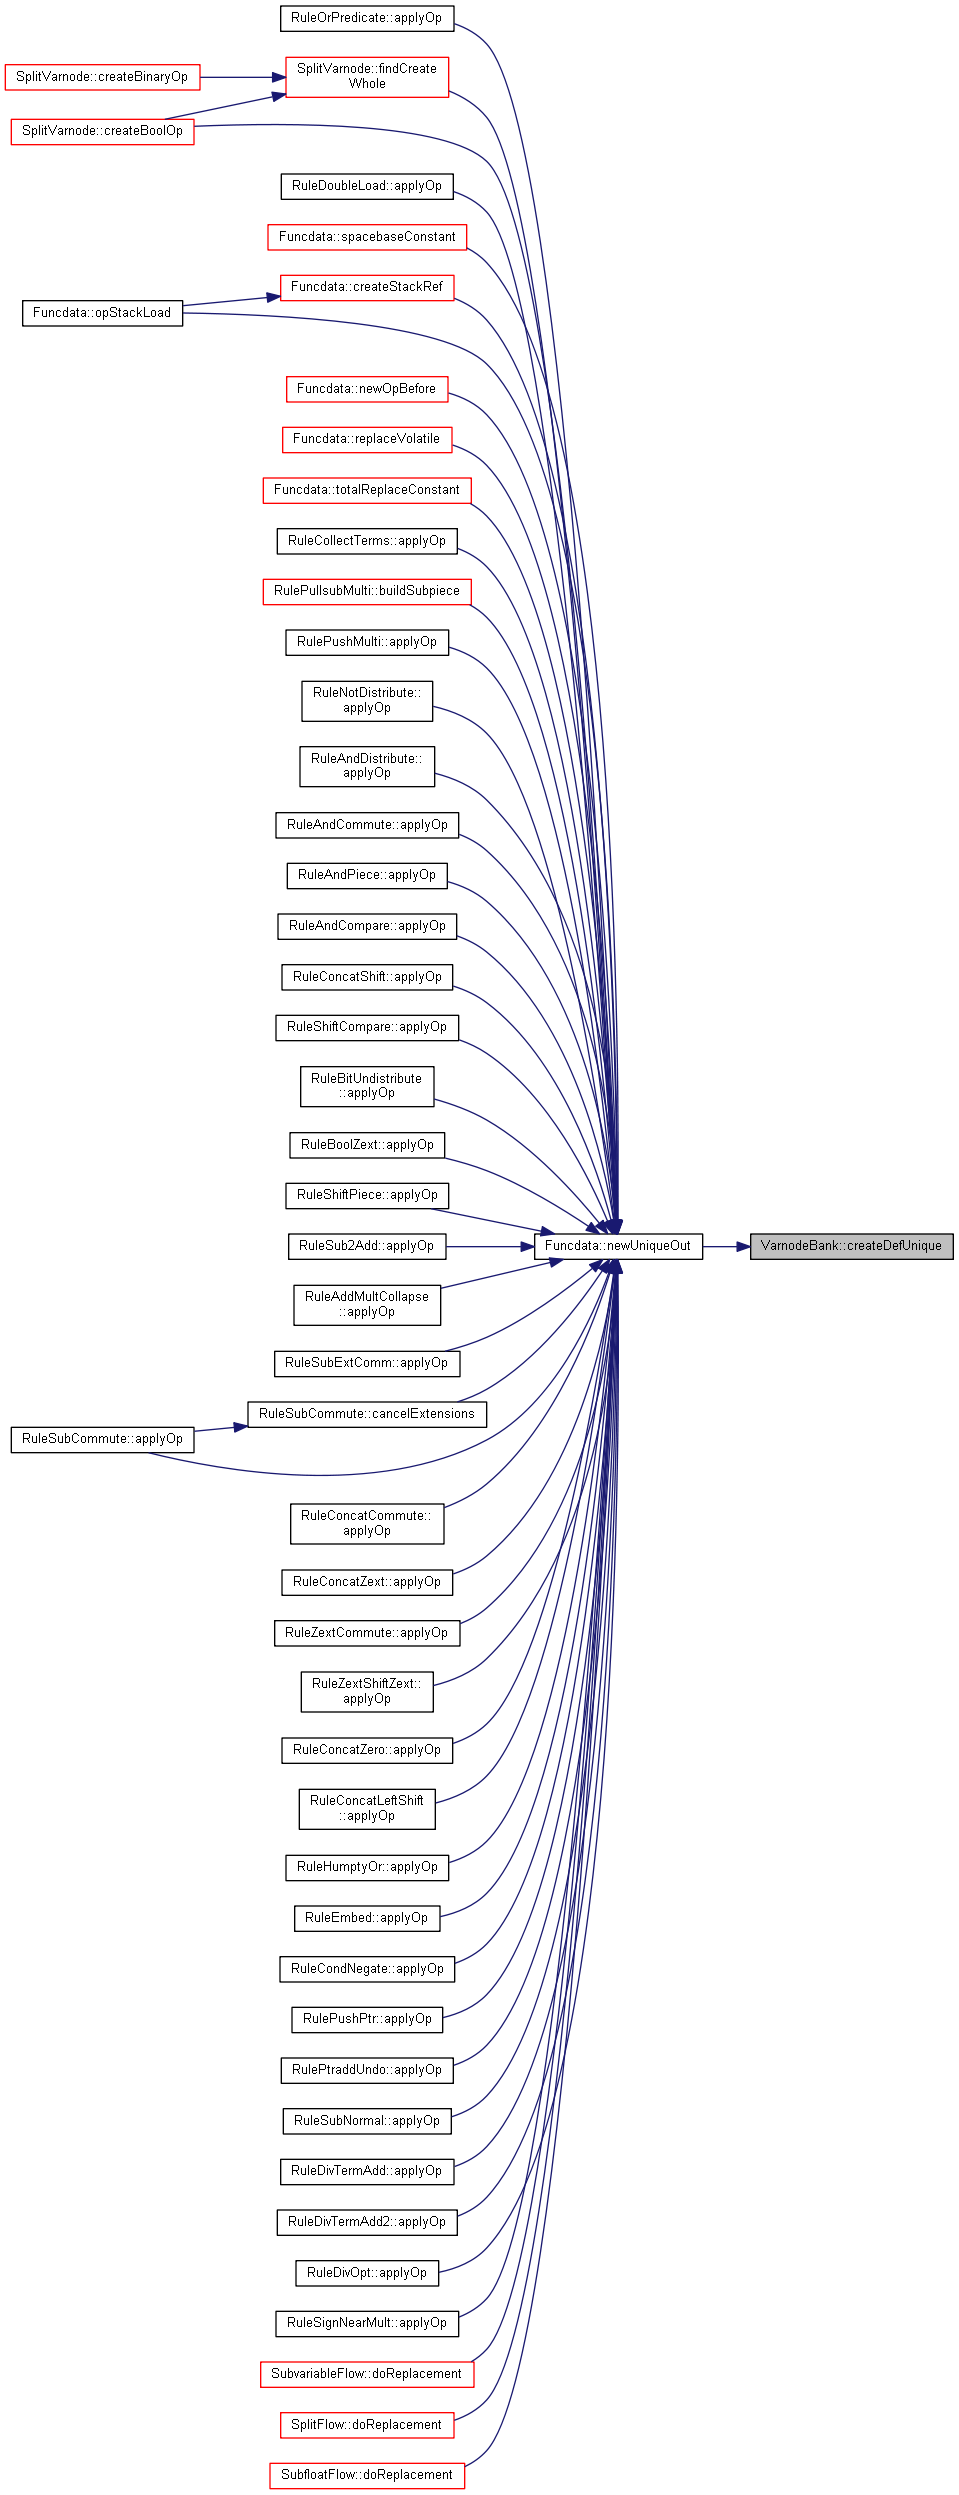 RuleOrPredicate::applyOp
SplitVarnode::findCreate
Whole
SplitVarnode::createBinaryOp
SplitVarnode::createBoolOp
RuleDoubleLoad::applyOp
Funcdata::spacebaseConstant
Funcdata::createStackRef
Funcdata::opStackLoad
Funcdata::newOpBefore
Funcdata::replaceVolatile
Funcdata::totalReplaceConstant
RuleCollectTerms::applyOp
RulePullsubMulti::buildSubpiece
RulePushMulti::applyOp
RuleNotDistribute::
applyOp
RuleAndDistribute::
applyOp
RuleAndCommute::applyOp
RuleAndPiece::applyOp
RuleAndCompare::applyOp
RuleConcatShift::applyOp
RuleShiftCompare::applyOp
RuleBitUndistribute
::applyOp
RuleBoolZext::applyOp
RuleShiftPiece::applyOp
RuleSub2Add::applyOp
Funcdata::newUniqueOut
VarnodeBank::createDefUnique
RuleAddMultCollapse
::applyOp
RuleSubExtComm::applyOp
RuleSubCommute::cancelExtensions
RuleSubCommute::applyOp
RuleConcatCommute::
applyOp
RuleConcatZext::applyOp
RuleZextCommute::applyOp
RuleZextShiftZext::
applyOp
RuleConcatZero::applyOp
RuleConcatLeftShift
::applyOp
RuleHumptyOr::applyOp
RuleEmbed::applyOp
RuleCondNegate::applyOp
RulePushPtr::applyOp
RulePtraddUndo::applyOp
RuleSubNormal::applyOp
RuleDivTermAdd::applyOp
RuleDivTermAdd2::applyOp
RuleDivOpt::applyOp
RuleSignNearMult::applyOp
SubvariableFlow::doReplacement
SplitFlow::doReplacement
SubfloatFlow::doReplacement